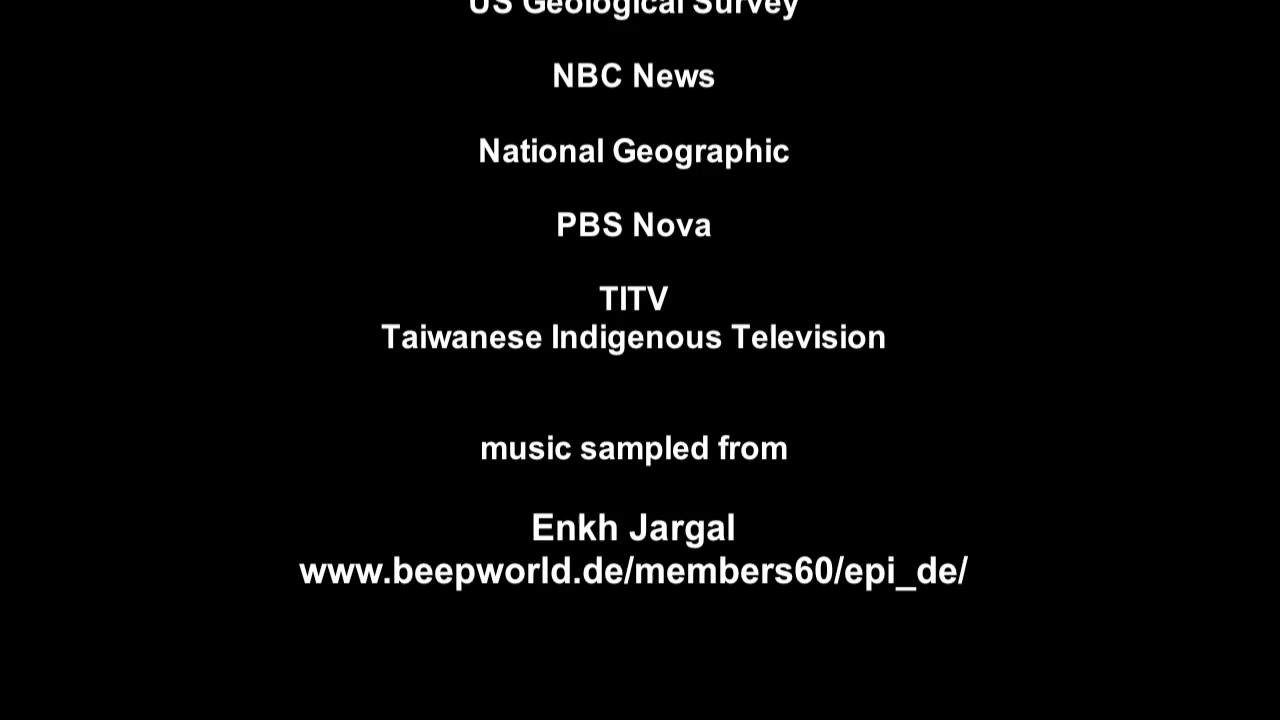 US Geological Survey
NBC News
National Geographic
PBS Nova
TITV
Taiwanese Indigenous Television
music sampled from
Enkh Jargal
www.beepworld.de/members60/epi_de/